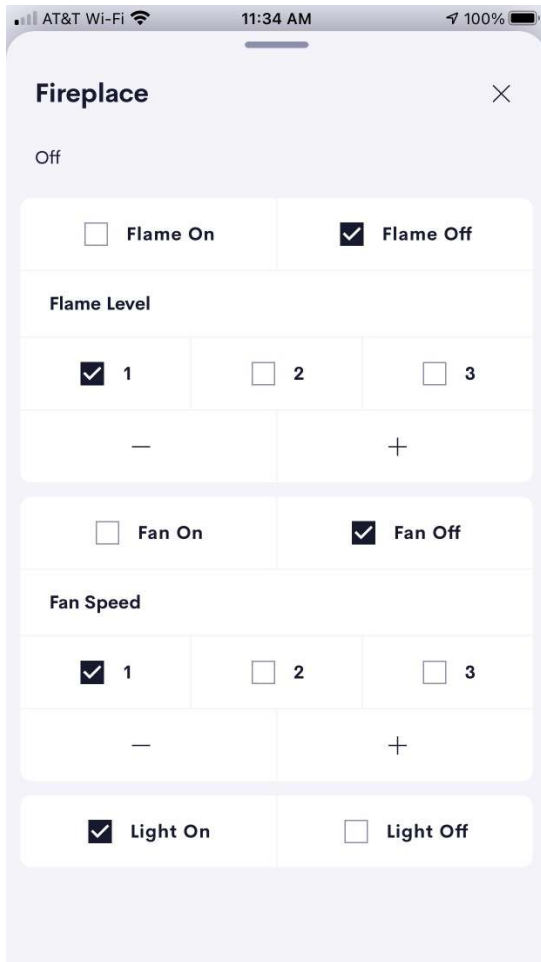 AT&T Wi-Fi 11:34 AM 100%
Fireplace
Off
Flame On Flame Off
Flame Level
1 2 3
Fan On Fan Off
Fan Speed
1 2 3
Light On Light Off